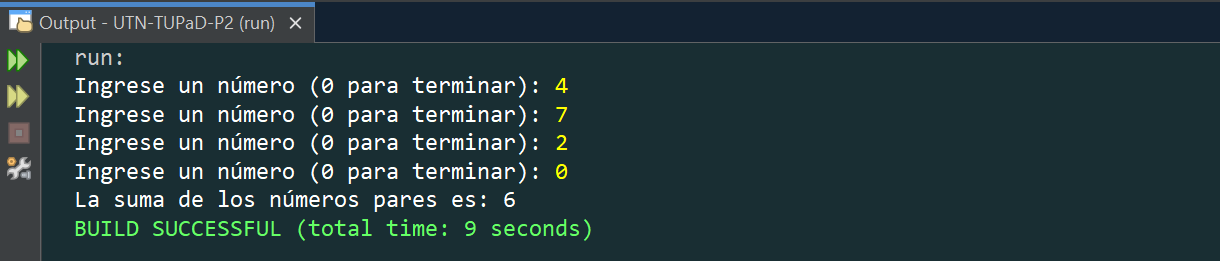 Output - UTN-TUPaD-P2 (run) ×
run:
Ingrese un número (0 para terminar): 4
Ingrese un número (0 para terminar): 7
Ingrese un número (0 para terminar): 2
Ingrese un número (0 para terminar): 0
La suma de los números pares es: 6
BUILD SUCCESSFUL (total time: 9 seconds)